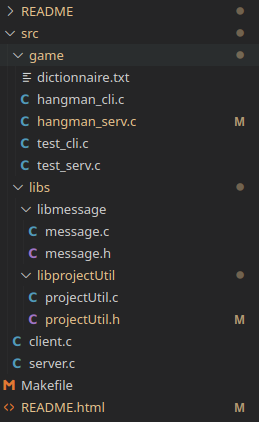 README
src
game
dictionnaire.txt
C hangman_cli.c
C hangman_serv.c M
C test_cli.c
C test_serv.c
libs
libmessage
C message.c
C message.h
libprojectUtil
C projectUtil.c
C projectUtil.h M
C client.c
C server.c
M Makefile
<> README.html M